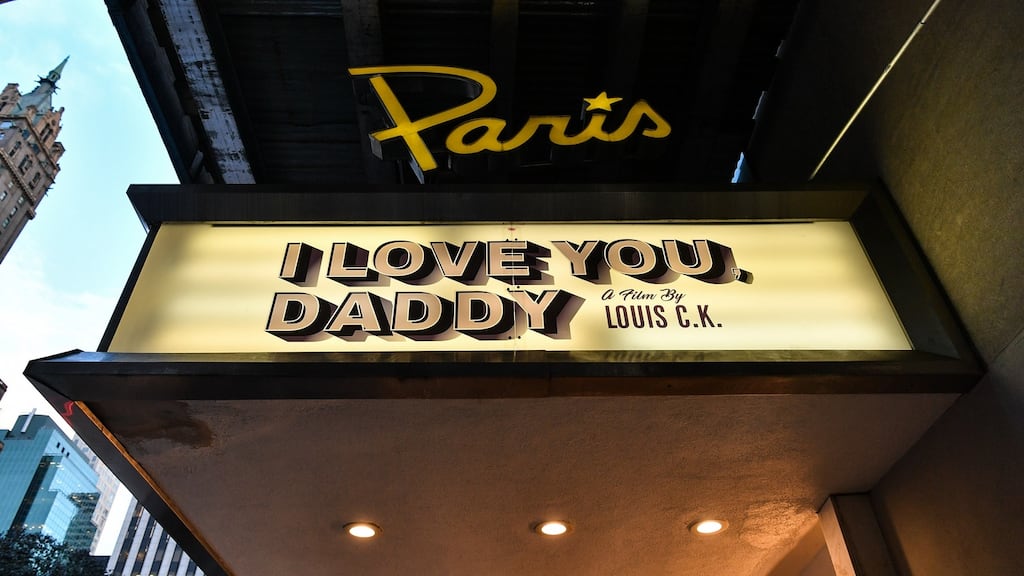 Paris
I LOVE YOU,
DADDY
A Film By
LOUIS C.K.